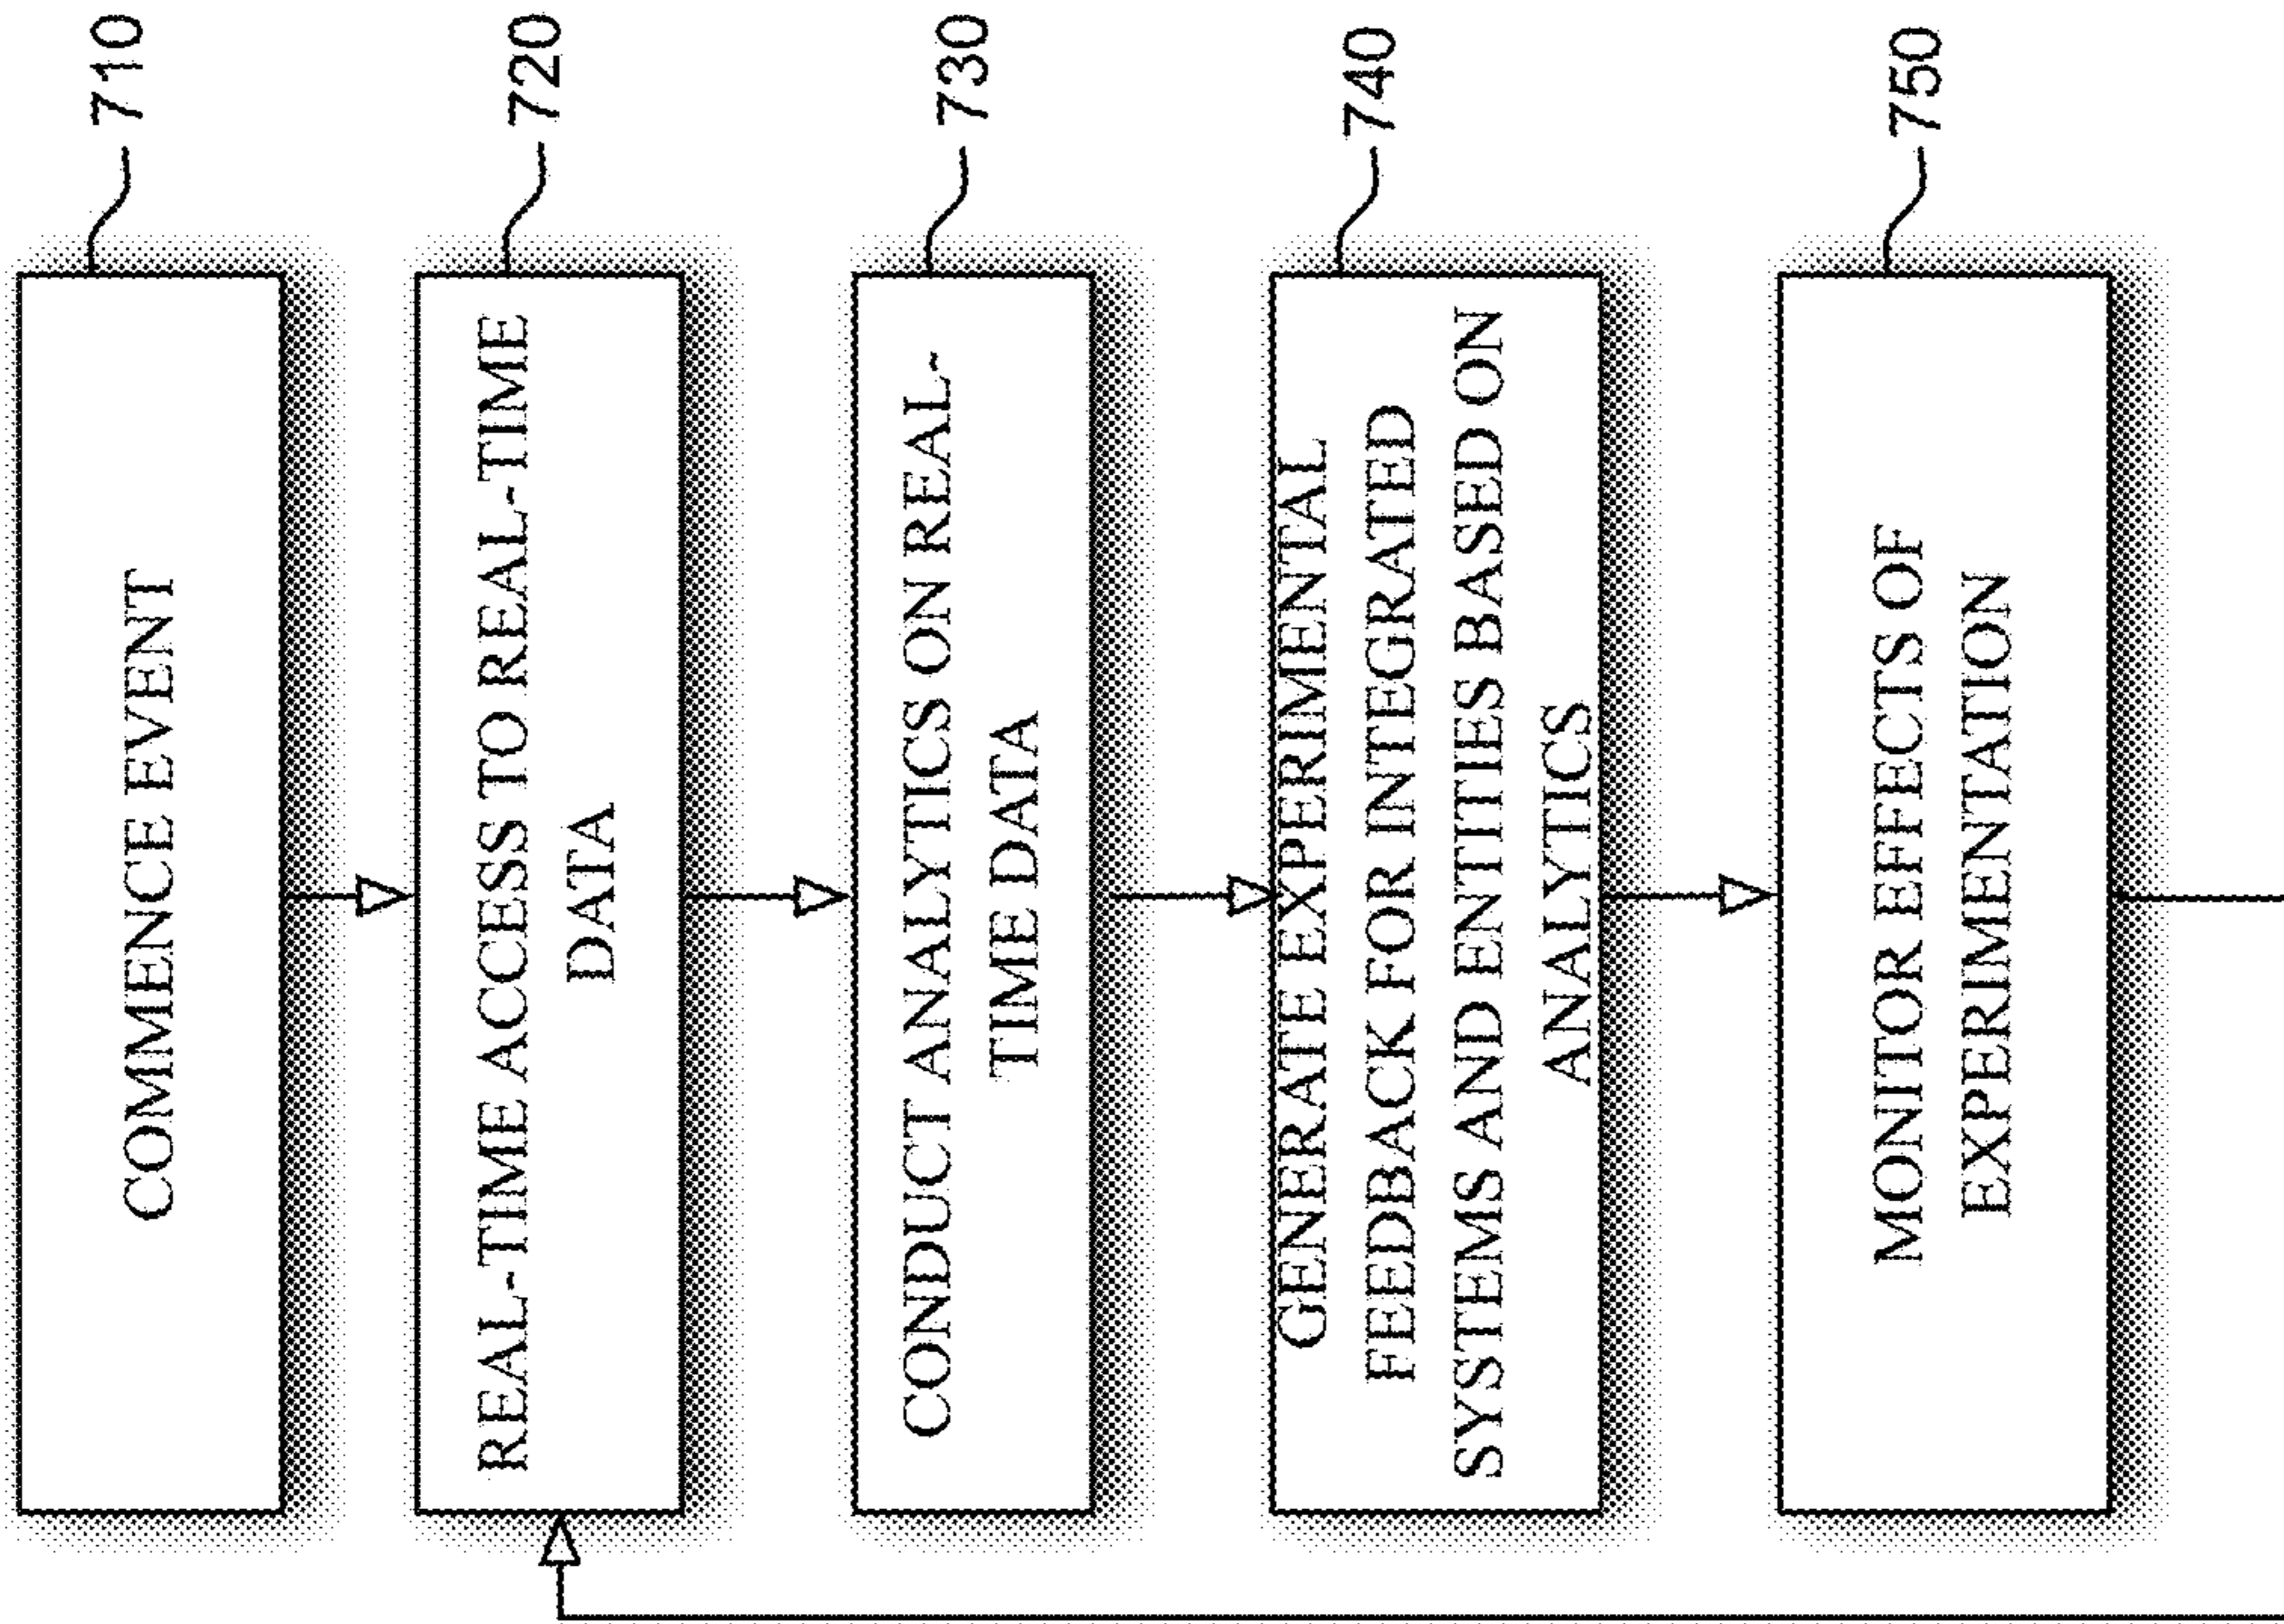 COMMENCE EVENT
710
REAL-TIME ACCESS TO REAL-TIME
DATA
720
CONDUCT ANALYTICS ON REAL-
TIME DATA
730
GENERATE EXPERIMENTAL
FEEDBACK FOR INTEGRATED
SYSTEMS AND ENTITIES BASED ON
ANALYTICS
740
MONITOR EFFECTS OF
EXPERIMENTATION
750